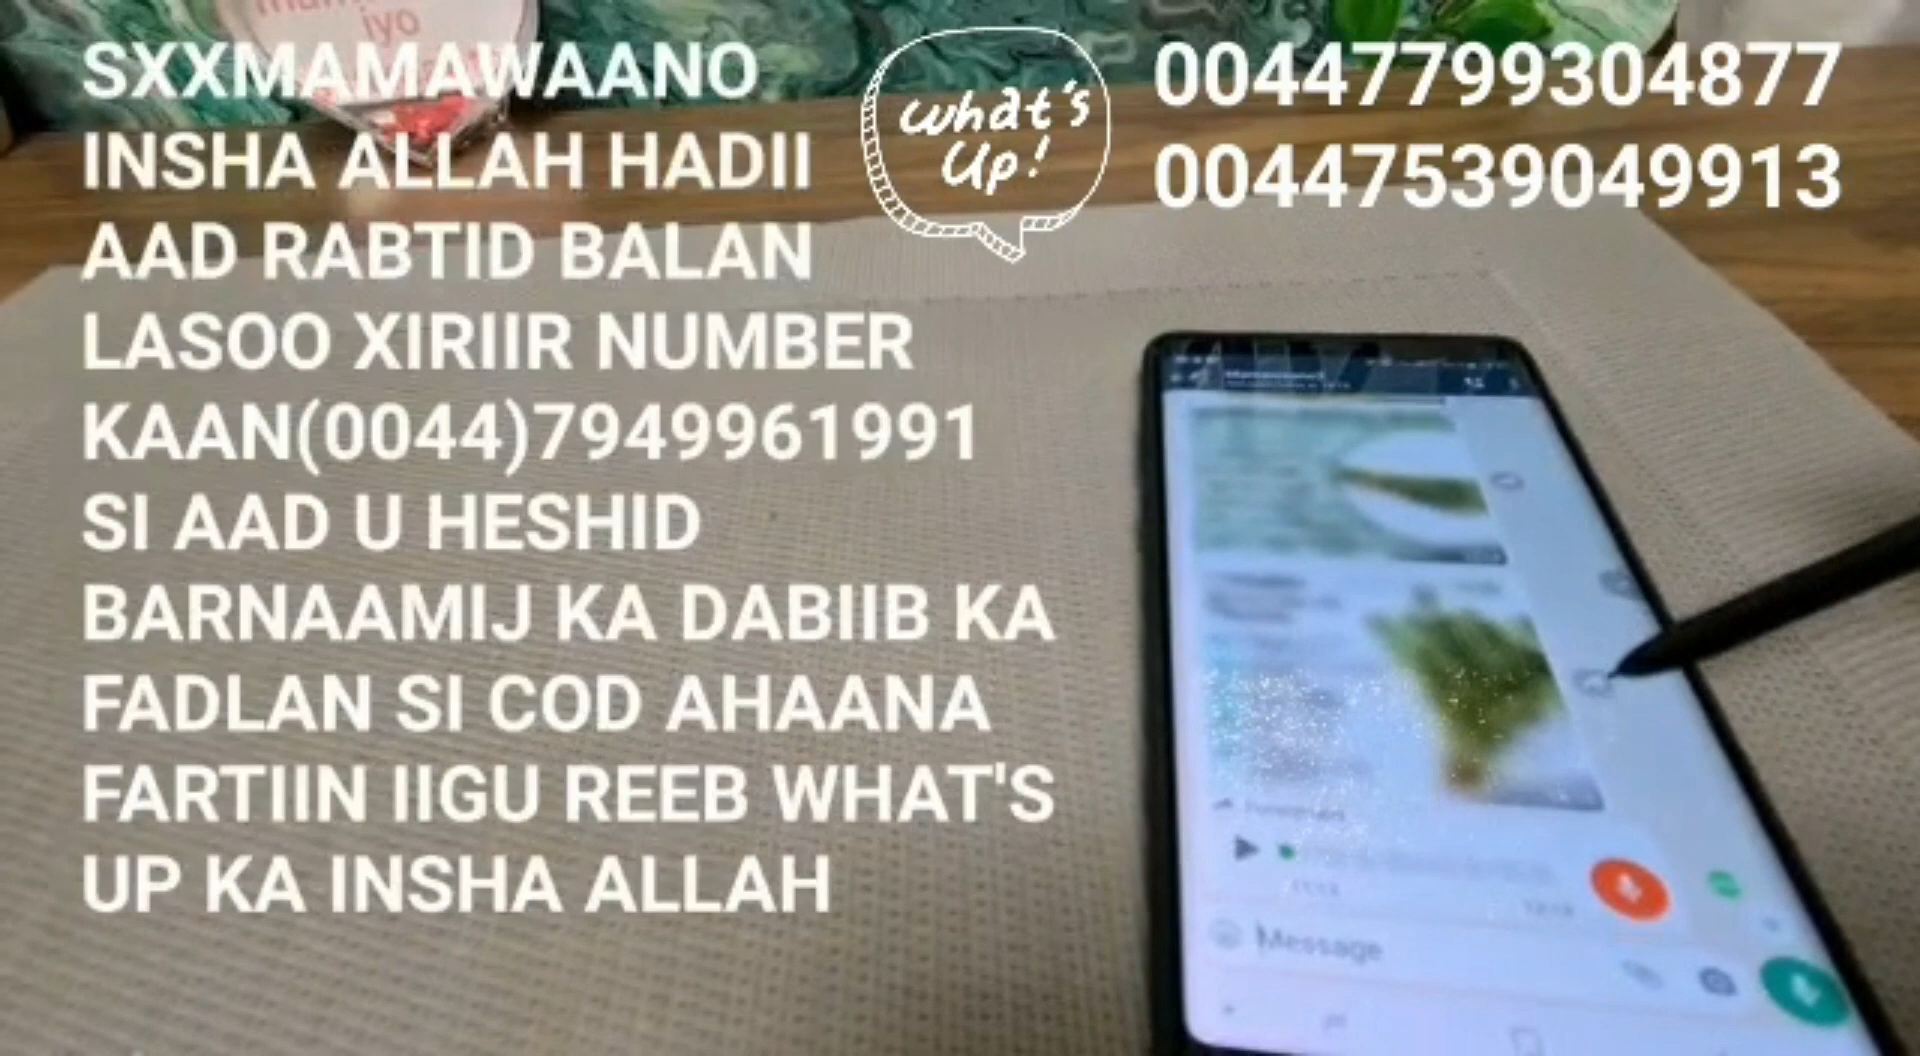 SXXMAMAWAANO
INSHA ALLAH HADII
AAD RABTID BALAN
LASOO XIRIIR NUMBER
KAAN(0044)7949961991
SI AAD U HESHID
BARNAAMIJ KA DABIIB KA
FADLAN SI COD AHAANA
FARTIIN IIGU REEB WHAT'S
UP KA INSHA ALLAH
what's
Up!
00447799304877
00447539049913
iyo
Message